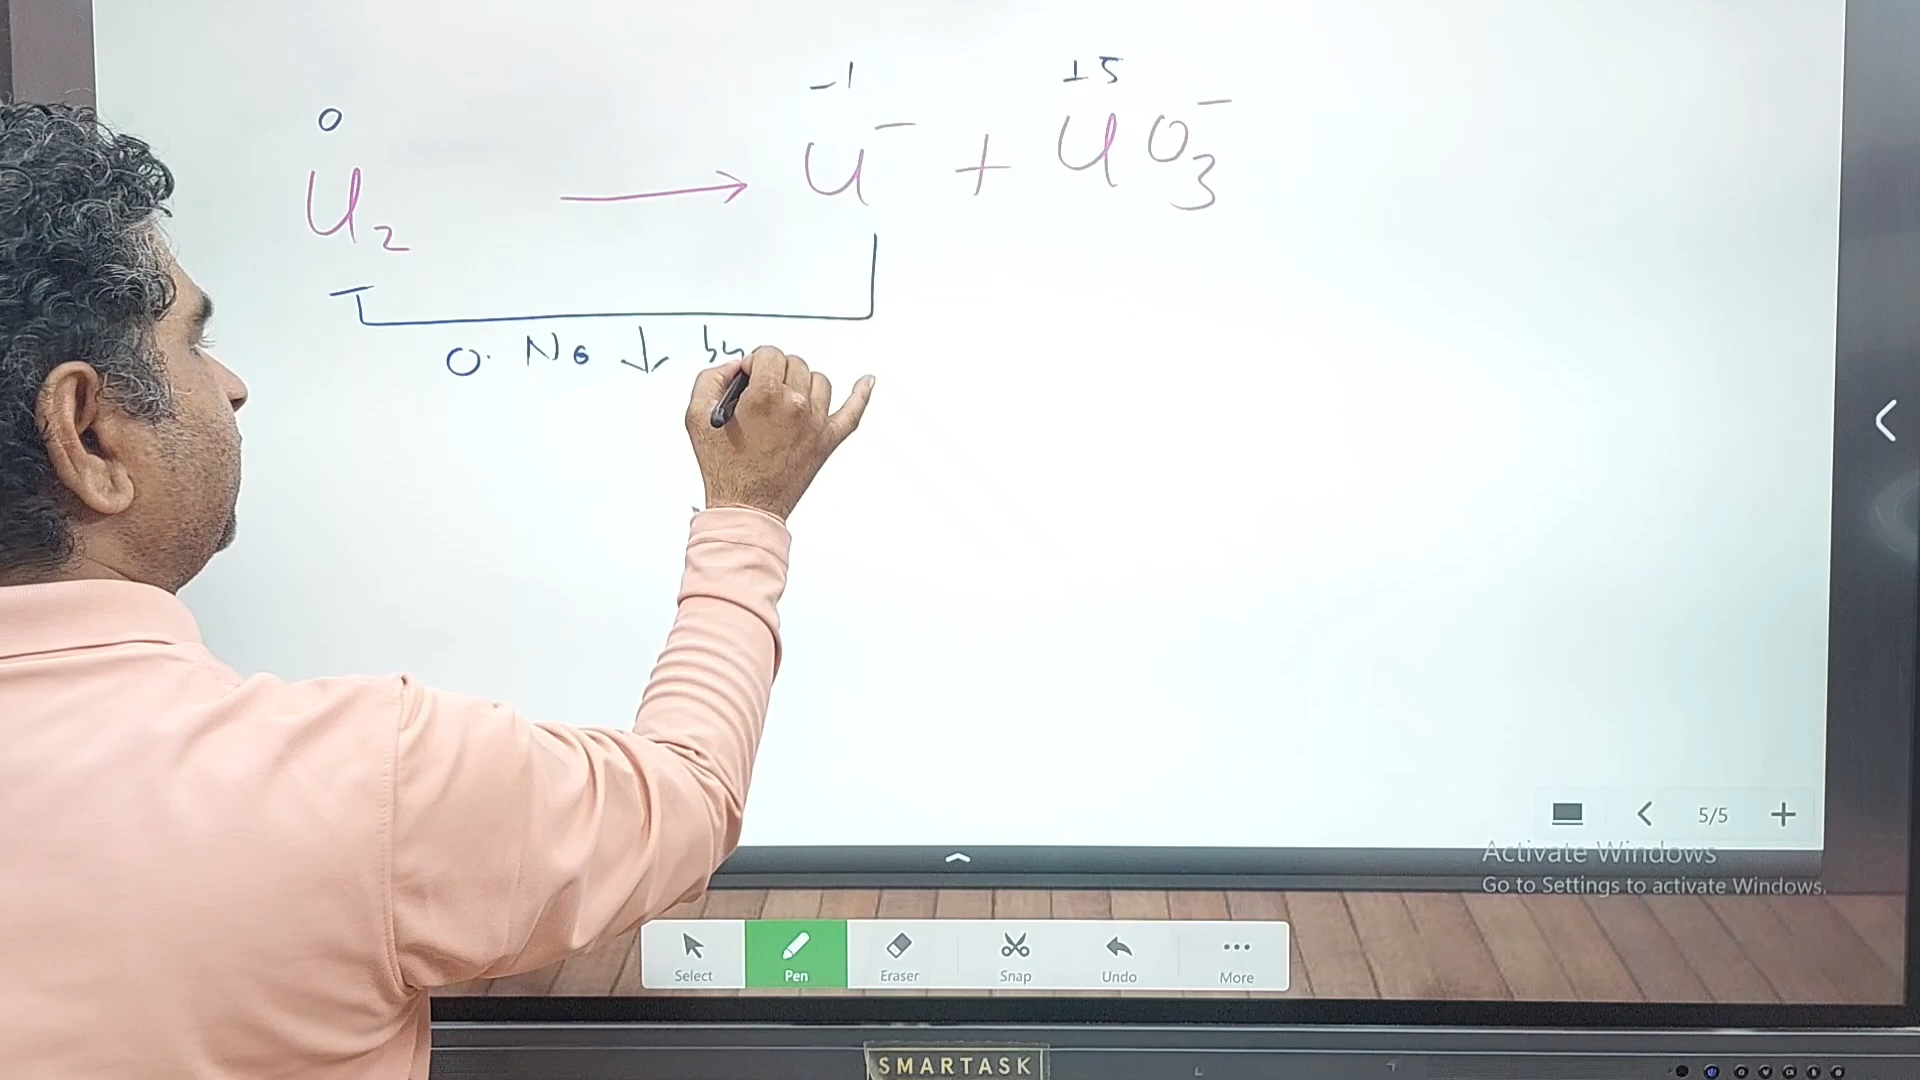 0 -1 +5
Cl2 → Cl- + ClO3-
O. No ↓ by
5/5
Activate Windows
Go to Settings to activate Windows.
Select Pen Eraser Snap Undo More
SMARTASK